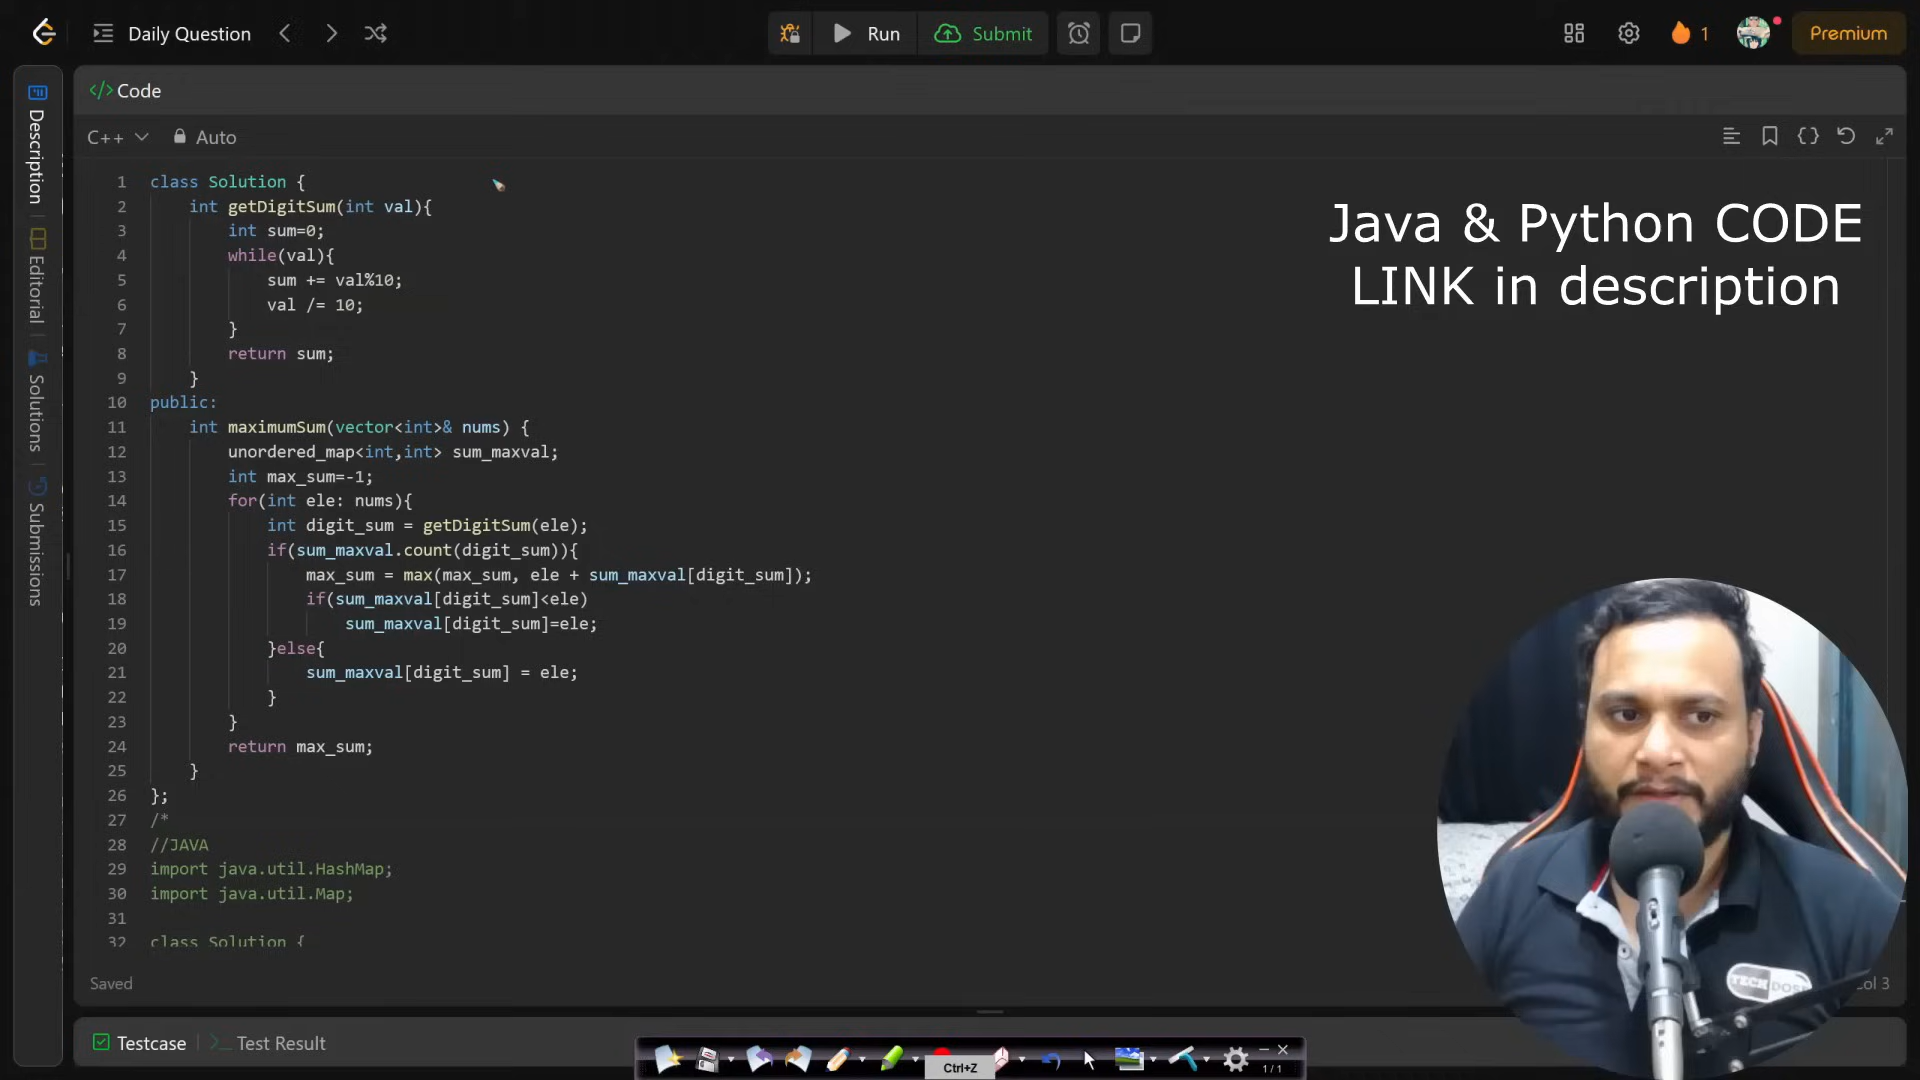 Daily Question
Run
Submit
1
Premium
Description
Editorial
Solutions
Submissions
</> Code
C++
Auto
Java & Python CODE
LINK in description
1 class Solution {
2 int getDigitSum(int val){
3 int sum=0;
4 while(val){
5 sum += val%10;
6 val /= 10;
7 }
8 return sum;
9 }
10 public:
11 int maximumSum(vector<int>& nums) {
12 unordered_map<int,int> sum_maxval;
13 int max_sum=-1;
14 for(int ele: nums){
15 int digit_sum = getDigitSum(ele);
16 if(sum_maxval.count(digit_sum)){
17 max_sum = max(max_sum, ele + sum_maxval[digit_sum]);
18 if(sum_maxval[digit_sum]<ele)
19 sum_maxval[digit_sum]=ele;
20 }else{
21 sum_maxval[digit_sum] = ele;
22 }
23 }
24 return max_sum;
25 }
26 };
27 /*
28 //JAVA
29 import java.util.HashMap;
30 import java.util.Map;
31
32 class Solution {
Saved
Col 3
TECH DOSE
Testcase
Test Result
Ctrl+Z
1/1